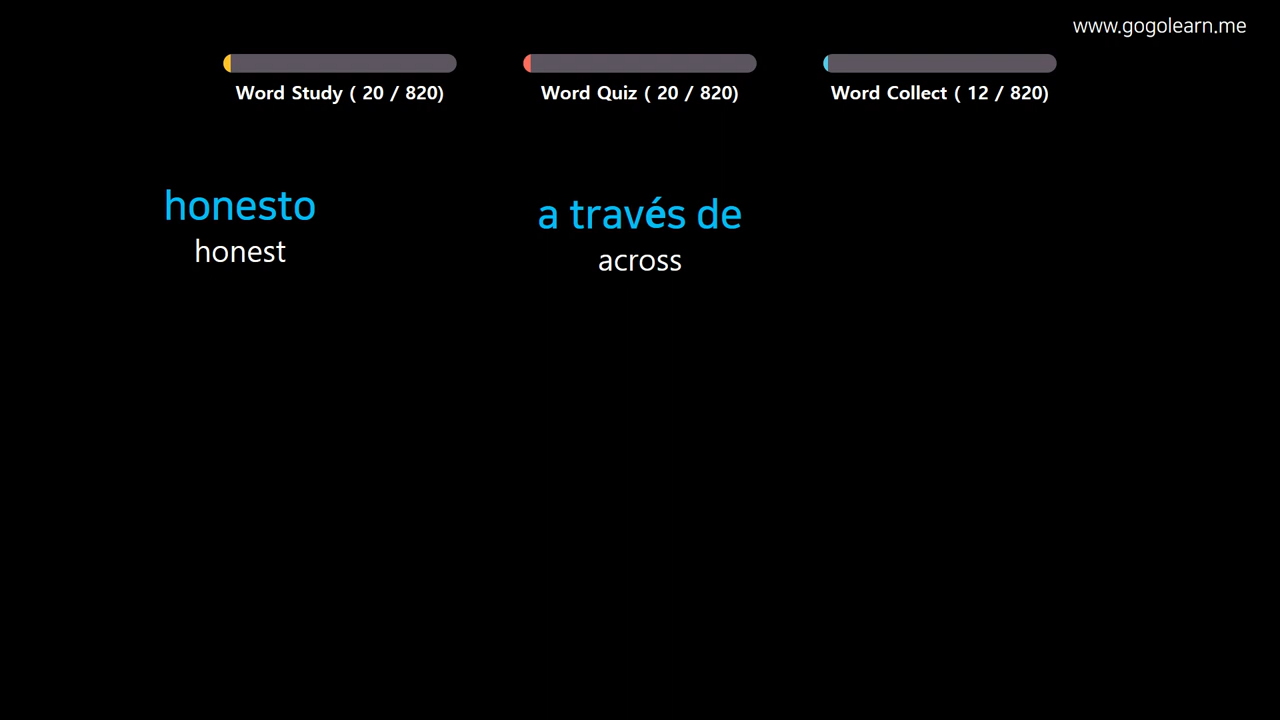 www.gogolearn.me
Word Study ( 20 / 820)
Word Quiz ( 20 / 820)
Word Collect ( 12 / 820)
honesto
honest
a través de
across